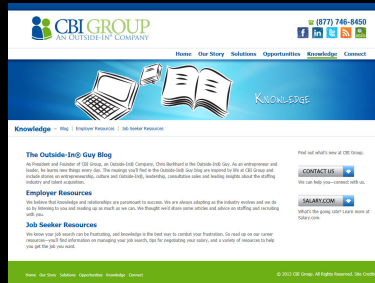 CBI GROUP
AN OUTSIDE-IN® COMPANY
(877) 746-8450
Home Our Story Solutions Opportunities Knowledge Connect
KNOWLEDGE
Knowledge – Blog | Employer Resources | Job Seeker Resources
The Outside-In® Guy Blog
As President and Founder of CBI Group, an Outside-In® Company, Chris Burkhard is the Outside-In® Guy. As an entrepreneur and
leader, he learns new things every day. The musings you'll find in the Outside-In® Guy blog are inspired by life at CBI Group and
include stories on entrepreneurship, culture and Outside-In®, leadership, consultative sales and leading insights about the staffing
industry and talent acquisition.
Employer Resources
We believe that knowledge and relationships are paramount to success. We are always adapting as the industry evolves and we do
so by listening to you and reading up as much as we can. We thought we'd share some articles and advice on staffing and recruiting
with you.
Job Seeker Resources
We know your job search can be frustrating, and knowledge is the best way to combat your frustration. So read up on our career
resources—you'll find information on managing your job search, tips for negotiating your salary, and a variety of resources to help
you get the job you want.
Find out what's new at CBI Group.
CONTACT US
We can help you—connect with us.
SALARY.COM
What's the going rate? Learn more at
Salary.com.
Home Our Story Solutions Opportunities Knowledge Connect
© 2013 CBI Group. All Rights Reserved. Site Credits